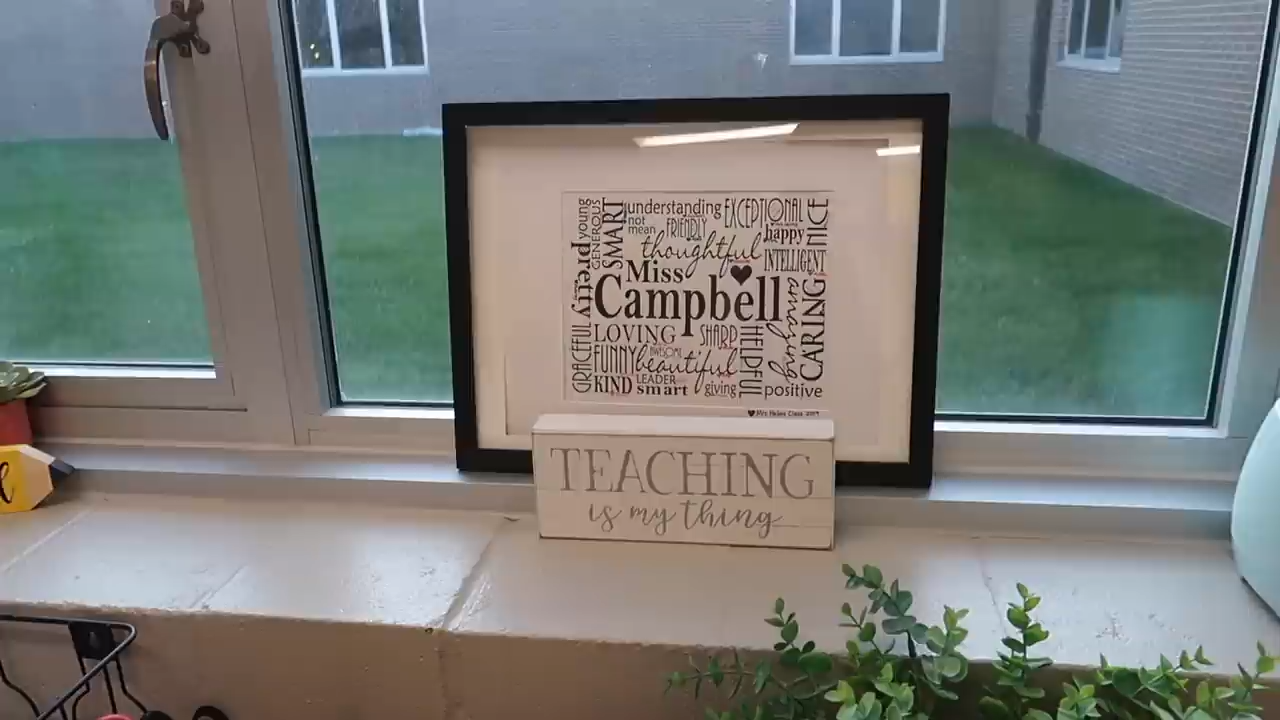 young
GENEROUS
SMART
understanding
EXCEPTIONAL
NICE
not
mean
FRIENDLY
happy
pretty
thoughtful
INTELLIGENT
Miss
Campbell
amazing
CARING
GRACEFUL
LOVING
SHARP
HELPFUL
FUNNY
AWESOME
beautiful
KIND
LEADER
smart
giving
positive
TEACHING
is my thing